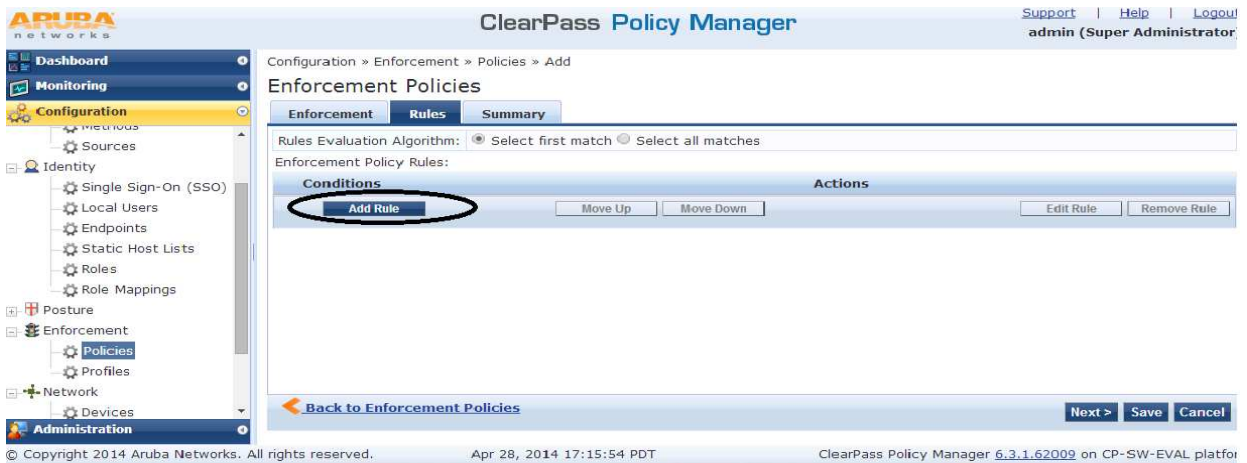 ARUBA
networks
ClearPass Policy Manager
Support | Help | Logout
admin (Super Administrator)
Dashboard
Monitoring
Configuration
Methods
Sources
Identity
Single Sign-On (SSO)
Local Users
Endpoints
Static Host Lists
Roles
Role Mappings
Posture
Enforcement
Policies
Profiles
Network
Devices
Administration
Configuration » Enforcement » Policies » Add
Enforcement Policies
Enforcement Rules Summary
Rules Evaluation Algorithm: Select first match Select all matches
Enforcement Policy Rules:
Conditions Actions
Add Rule Move Up Move Down Edit Rule Remove Rule
Back to Enforcement Policies
Next > Save Cancel
© Copyright 2014 Aruba Networks. All rights reserved. Apr 28, 2014 17:15:54 PDT ClearPass Policy Manager 6.3.1.62009 on CP-SW-EVAL platfor